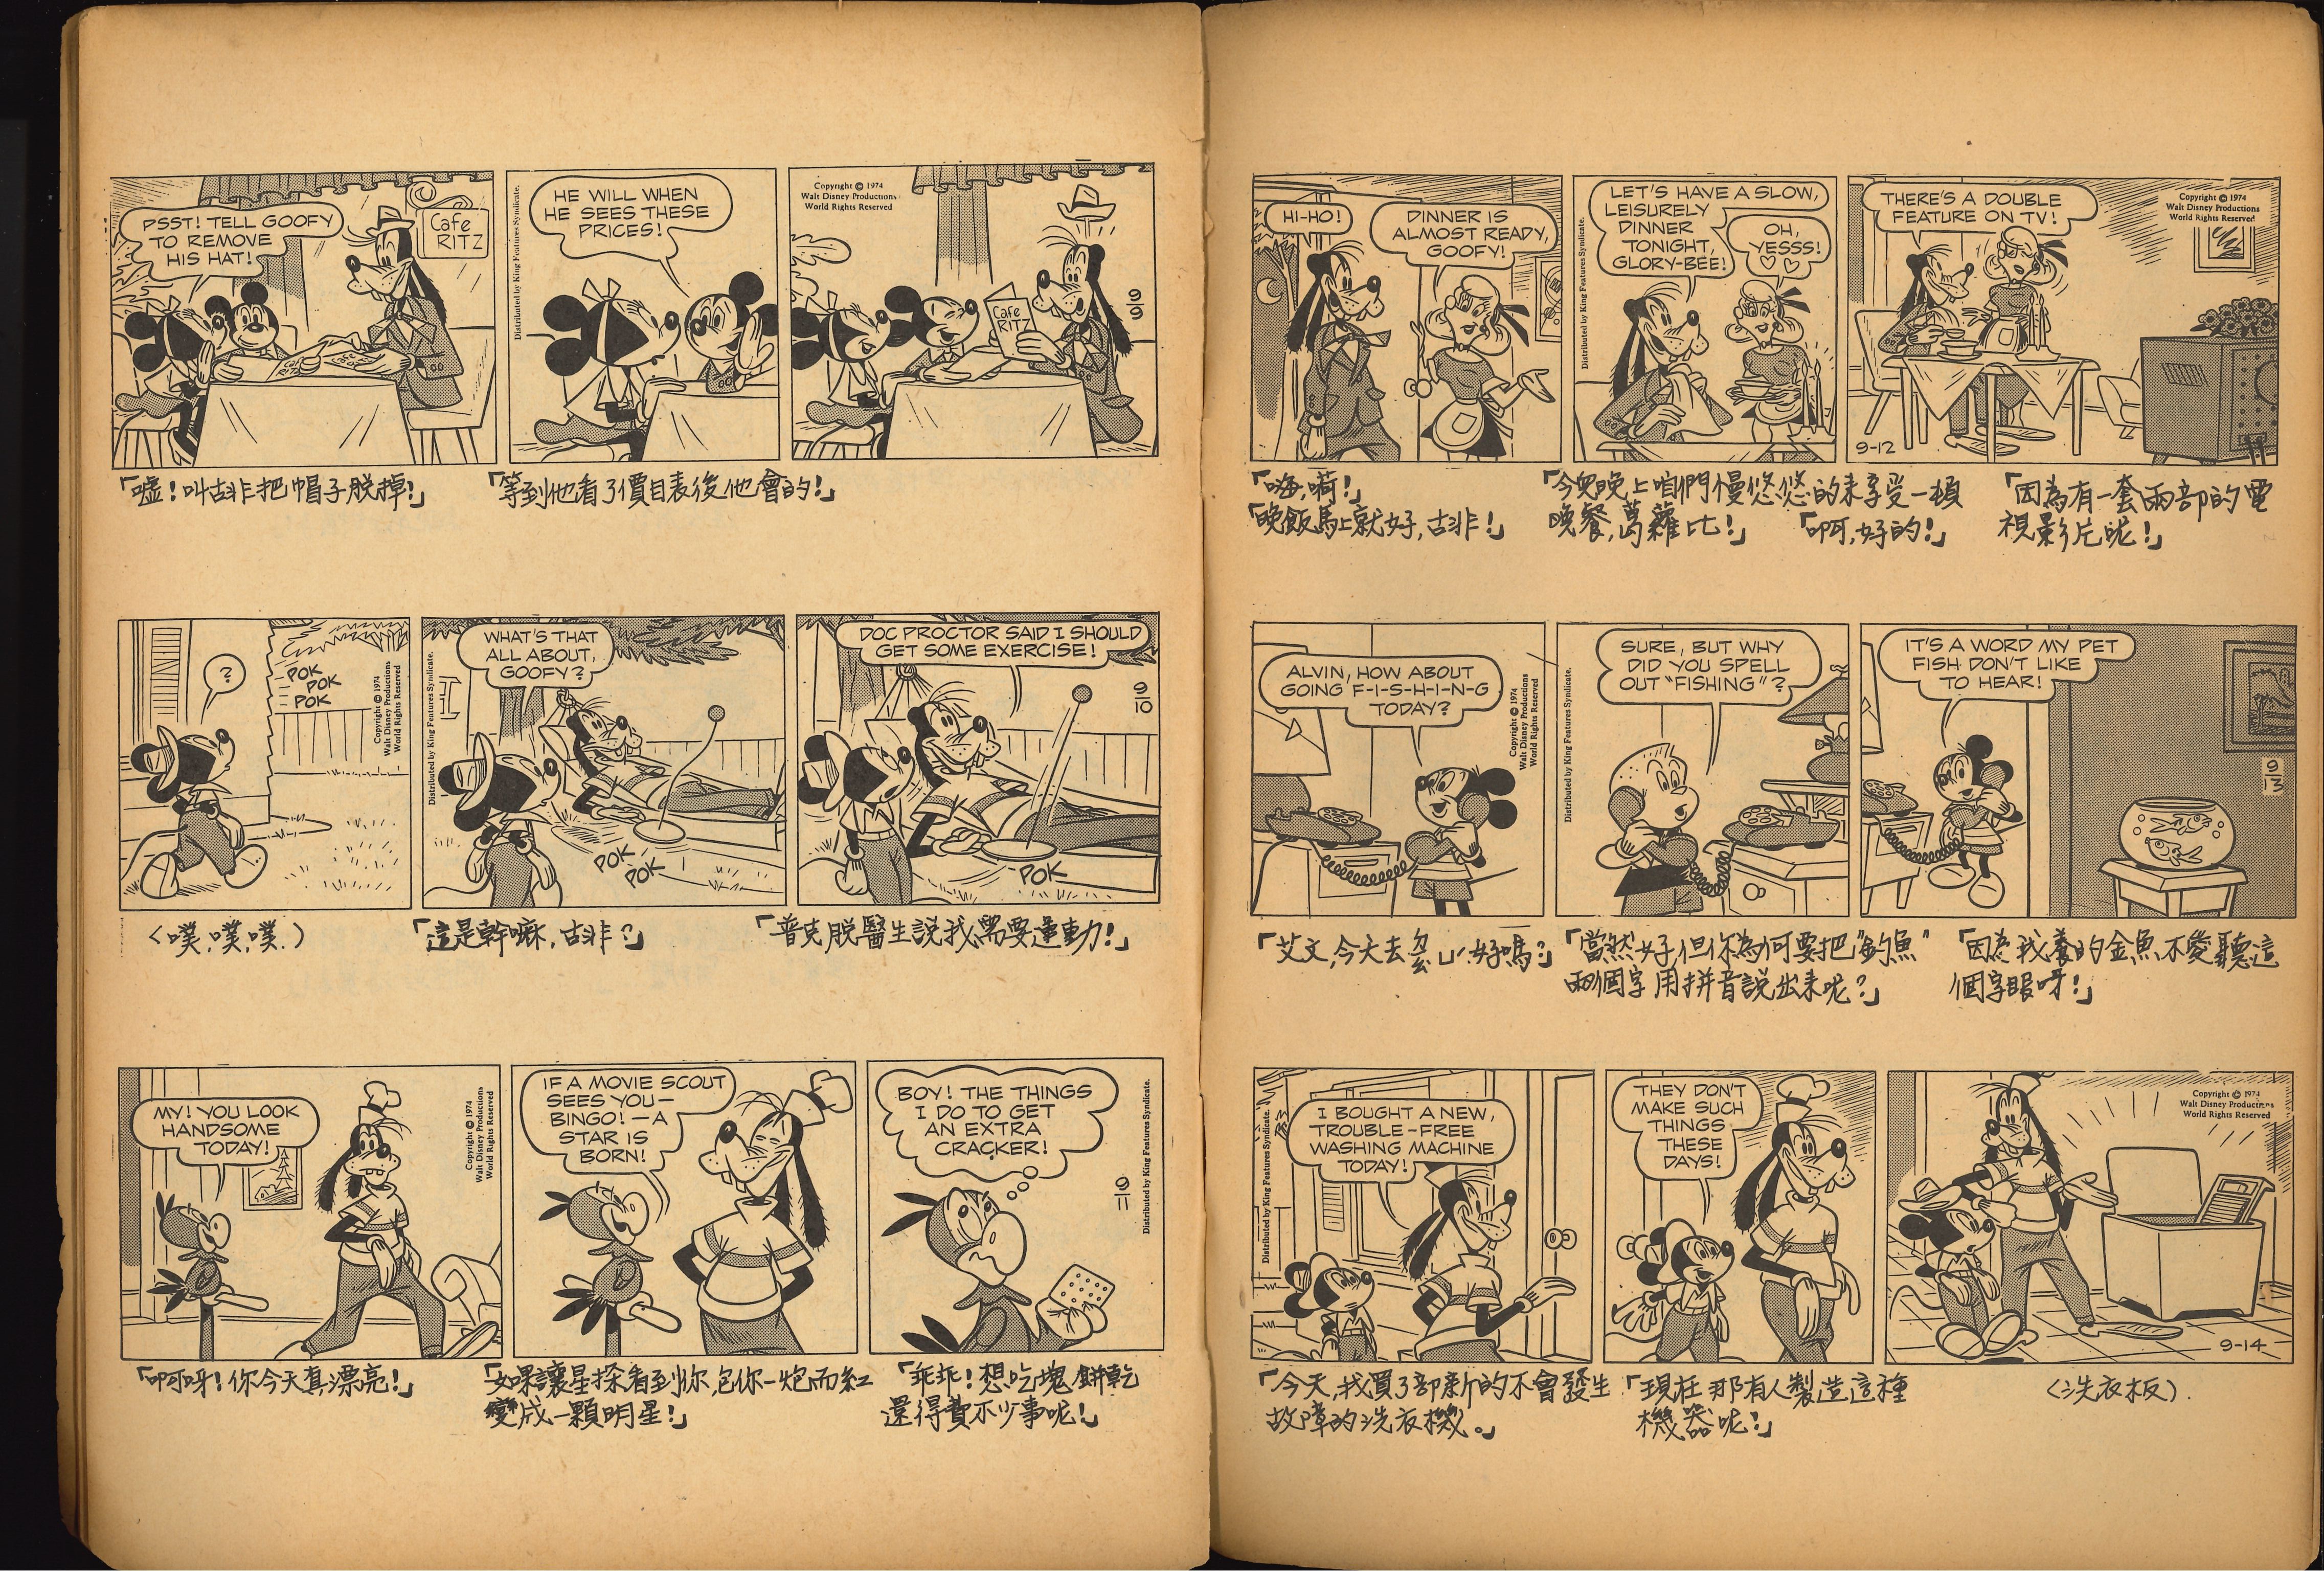 PSST! TELL GOOFY
TO REMOVE
HIS HAT!
Cafe
RITZ
Distributed by King Features Syndicate.
HE WILL WHEN
HE SEES THESE
PRICES!
Copyright © 1974
Walt Disney Productions
World Rights Reserved
Cafe
RITZ
9/9
「噓!叫古非把帽子脫掉!」
「等到他看了價目表後他會的!」
?
POK
POK
POK
Copyright © 1974
Walt Disney Productions
World Rights Reserved
Distributed by King Features Syndicate.
WHAT'S THAT
ALL ABOUT,
GOOFY?
POK
POK
DOC PROCTOR SAID I SHOULD
GET SOME EXERCISE!
9/10
POK
(噗,噗,噗.)
「這是幹嘛,古非?」
「普克脫醫生説我需要運動!」
MY! YOU LOOK
HANDSOME
TODAY!
Copyright © 1974
Walt Disney Productions
World Rights Reserved
IF A MOVIE SCOUT
SEES YOU—
BINGO!—A
STAR IS
BORN!
BOY! THE THINGS
I DO TO GET
AN EXTRA
CRACKER!
9/11
Distributed by King Features Syndicate.
「啊呀!你今天真漂亮!」
「如果讓星探看到你,包你一炮而紅
變成一顆明星!」
「乖乖!想吃塊餅乾
還得費不少事呢!」
HI-HO!
DINNER IS
ALMOST READY,
GOOFY!
Distributed by King Features Syndicate.
LET'S HAVE A SLOW,
LEISURELY
DINNER
TONIGHT,
GLORY-BEE!
OH,
YESSS!
♡ ♡
THERE'S A DOUBLE
FEATURE ON TV!
Copyright © 1974
Walt Disney Productions
World Rights Reserved
9-12
「嗨,嗬!」
「晚飯馬上就好,古非!」
「今兒晚上咱們慢悠悠的來享受一頓
晚餐,葛蘿比!」
「啊,好的!」
「因為有一套兩部的電
視影片呢!」
ALVIN, HOW ABOUT
GOING F-I-S-H-I-N-G
TODAY?
Copyright © 1974
Walt Disney Productions
World Rights Reserved
Distributed by King Features Syndicate.
SURE, BUT WHY
DID YOU SPELL
OUT "FISHING"?
IT'S A WORD MY PET
FISH DON'T LIKE
TO HEAR!
9/13
「艾文,今天去ㄉㄧㄠˋ ㄩˊ好嗎?」
「當然好,但你為何要把"釣魚"
兩個字用拼音説出來呢?」
「因為我養的金魚不愛聽這
個字眼呀!」
Distributed by King Features Syndicate.
I BOUGHT A NEW,
TROUBLE-FREE
WASHING MACHINE
TODAY!
THEY DON'T
MAKE SUCH
THINGS
THESE
DAYS!
Copyright © 1974
Walt Disney Productions
World Rights Reserved
9-14
「今天,我買了部新的不會發生
故障的洗衣機。」
「現在那有人製造這種
機器呢!」
(洗衣板).